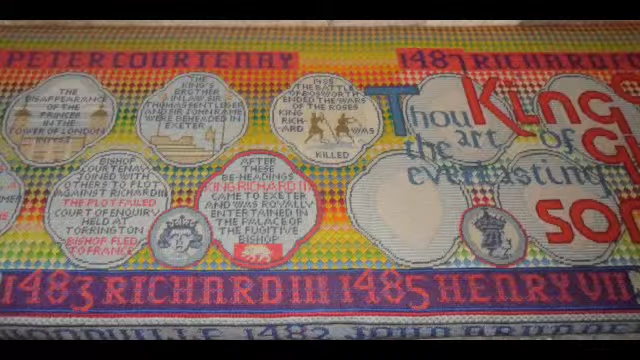 PETER COURTENAY
1487 R
THE
DISAPPEARANCE
OF THE
PRINCES
IN THE
TOWER OF LONDON
THE
KING'S
BROTHER
IN LAW, SIR
THOMAS ST LEGER
AND SIR JOHN RAME
WERE BEHEADED IN
EXETER
1485
THE BATTLE
OF BOSWORTH
ENDED THE WARS
OF THE ROSES
KING
RICH-
ARD WAS
KILLED
Thou art
the
everlasting
KING
of
SON
BISHOP
COURTENAY
JOINED WITH
OTHERS TO PLOT
AGAINST RICHARD III
THE PLOT FAILED
COURT OF ENQUIRY
HELD AT
TORRINGTON
BISHOP FLED
TO FRANCE
AFTER
THESE
BE-HEADINGS
KING RICHARD III
CAME TO EXETER
AND WAS ROYALLY
ENTERTAINED IN
THE PALACE OF
THE FUGITIVE
BISHOP
1483 RICHARD III 1485 HENRY VII